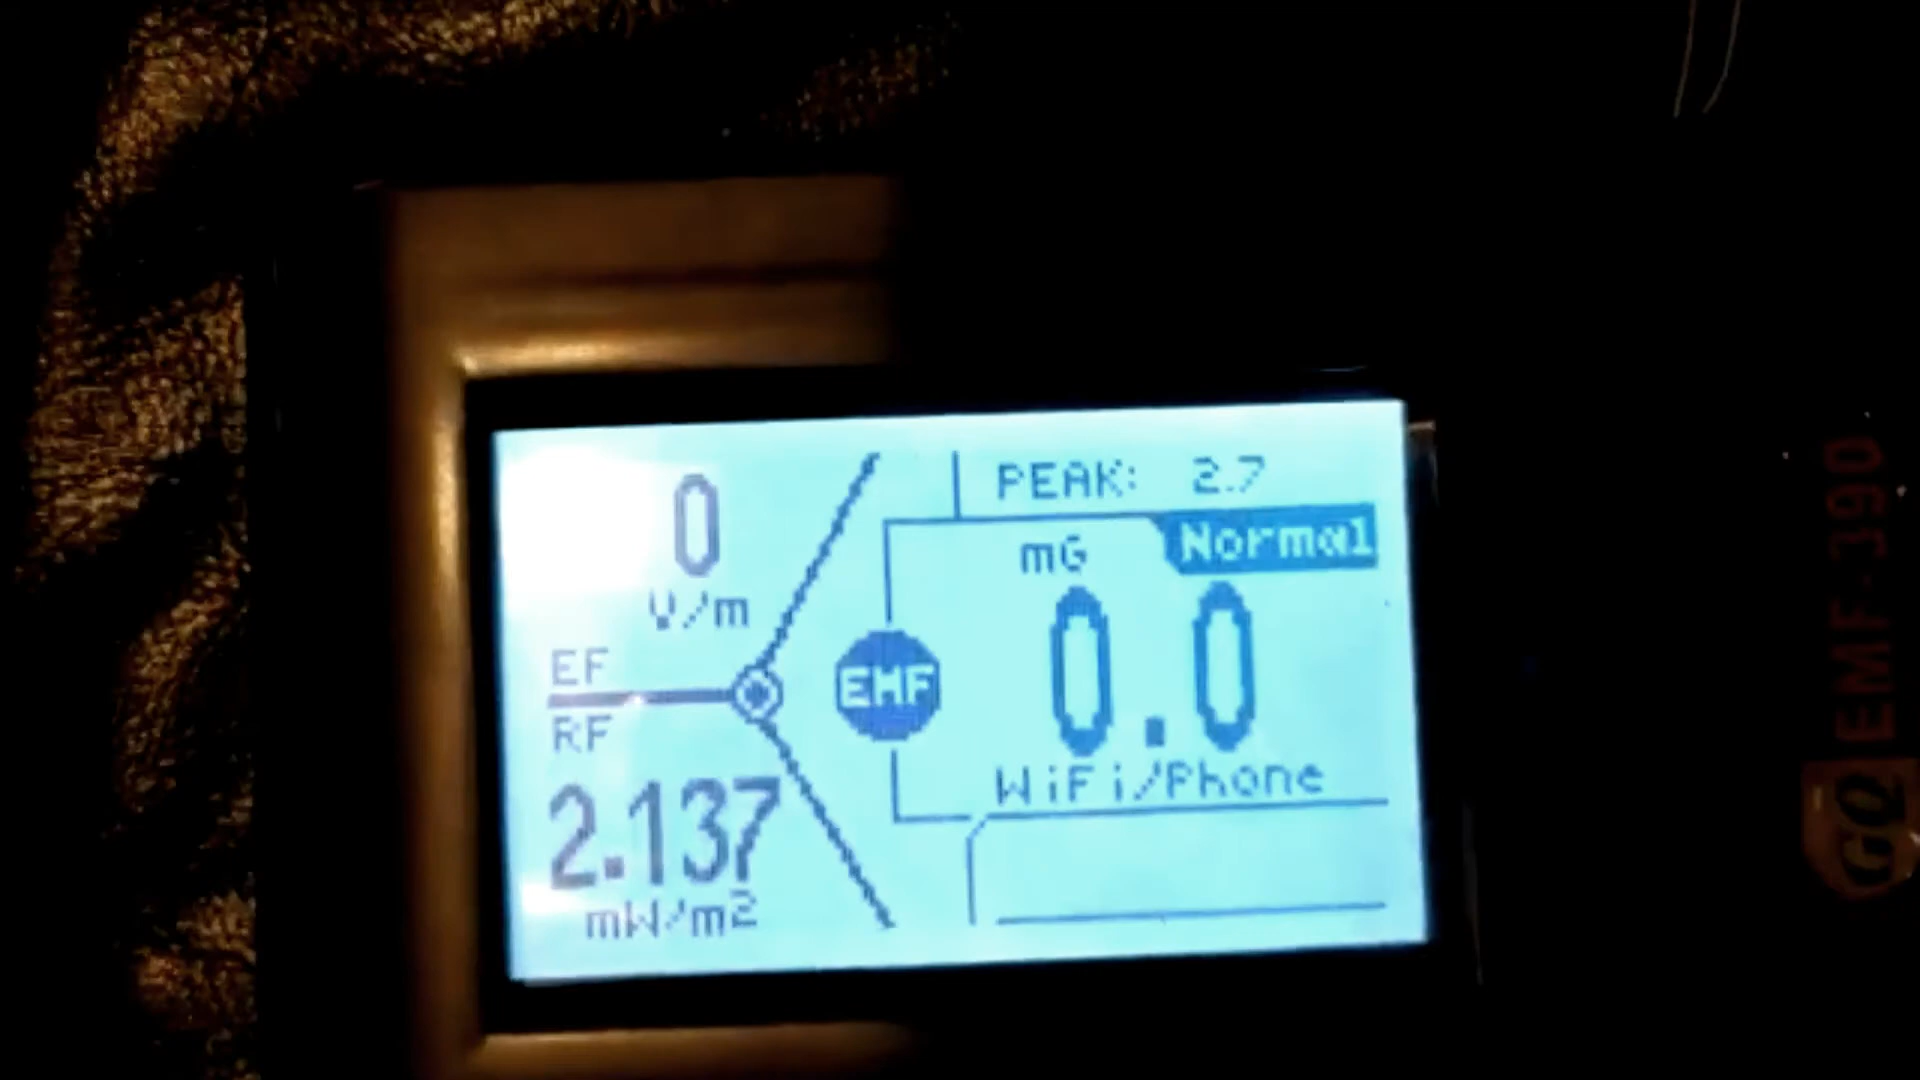 0
V/m
EF
RF
2.137
mW/m2
PEAK: 2.7
Normal
mG
EMF
0.0
WiFi/Phone
GQ EMF-390